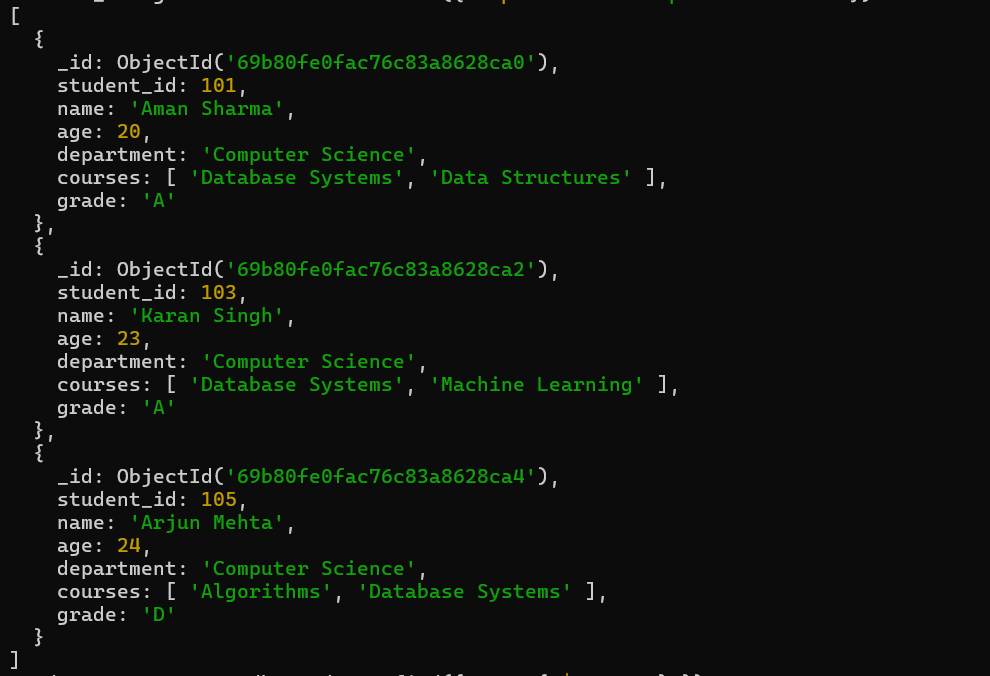 [
  {
    _id: ObjectId('69b80fe0fac76c83a8628ca0'),
    student_id: 101,
    name: 'Aman Sharma',
    age: 20,
    department: 'Computer Science',
    courses: [ 'Database Systems', 'Data Structures' ],
    grade: 'A'
  },
  {
    _id: ObjectId('69b80fe0fac76c83a8628ca2'),
    student_id: 103,
    name: 'Karan Singh',
    age: 23,
    department: 'Computer Science',
    courses: [ 'Database Systems', 'Machine Learning' ],
    grade: 'A'
  },
  {
    _id: ObjectId('69b80fe0fac76c83a8628ca4'),
    student_id: 105,
    name: 'Arjun Mehta',
    age: 24,
    department: 'Computer Science',
    courses: [ 'Algorithms', 'Database Systems' ],
    grade: 'D'
  }
]